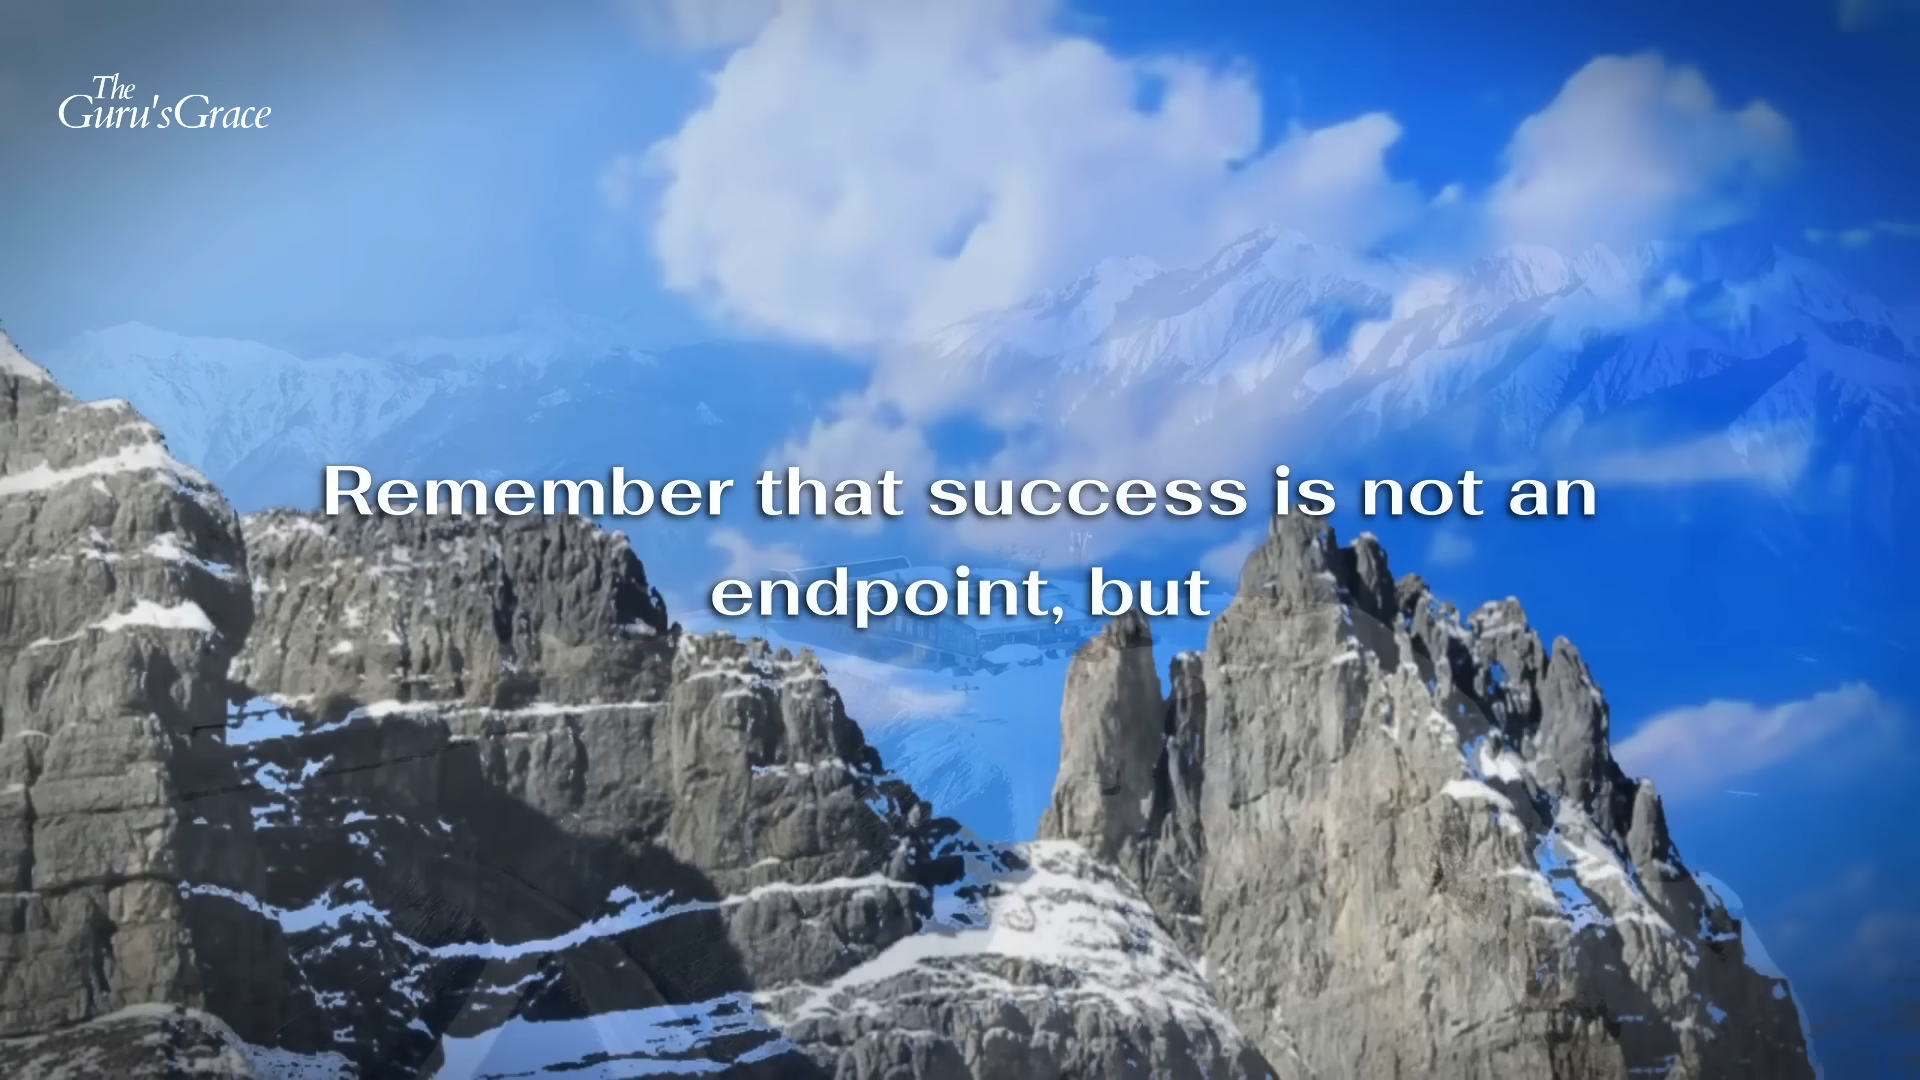 The
Guru'sGrace
Remember that success is not an
endpoint, but